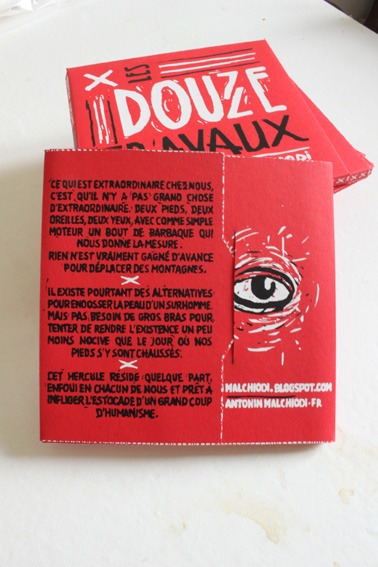 LES
DOUZE
TRAVAUX
CE QUI EST EXTRAORDINAIRE CHEZ NOUS,
C'EST QU'IL N'Y A PAS GRAND CHOSE
D'EXTRAORDINAIRE: DEUX PIEDS, DEUX
OREILLES, DEUX YEUX, AVEC COMME SIMPLE
MOTEUR UN BOUT DE BARBAQUE QUI
NOUS DONNE LA MESURE.
RIEN N'EST VRAIMENT GAGNÉ D'AVANCE
POUR DÉPLACER DES MONTAGNES.
IL EXISTE POURTANT DES ALTERNATIVES
POUR ENDOSSER LA PEAU D'UN SURHOMME.
MAIS PAS BESOIN DE GROS BRAS POUR
TENTER DE RENDRE L'EXISTENCE UN PEU
MOINS NOCIVE QUE LE JOUR OÙ NOS
PIEDS S'Y SONT CHAUSSÉS.
CET HERCULE RÉSIDE QUELQUE PART,
ENFOUI EN CHACUN DE NOUS ET PRÊT A
INFLIGER L'ESTOCADE D'UN GRAND COUP
D'HUMANISME.
MALCHIODI.BLOGSPOT.COM
ANTONIN MALCHIODI.FR